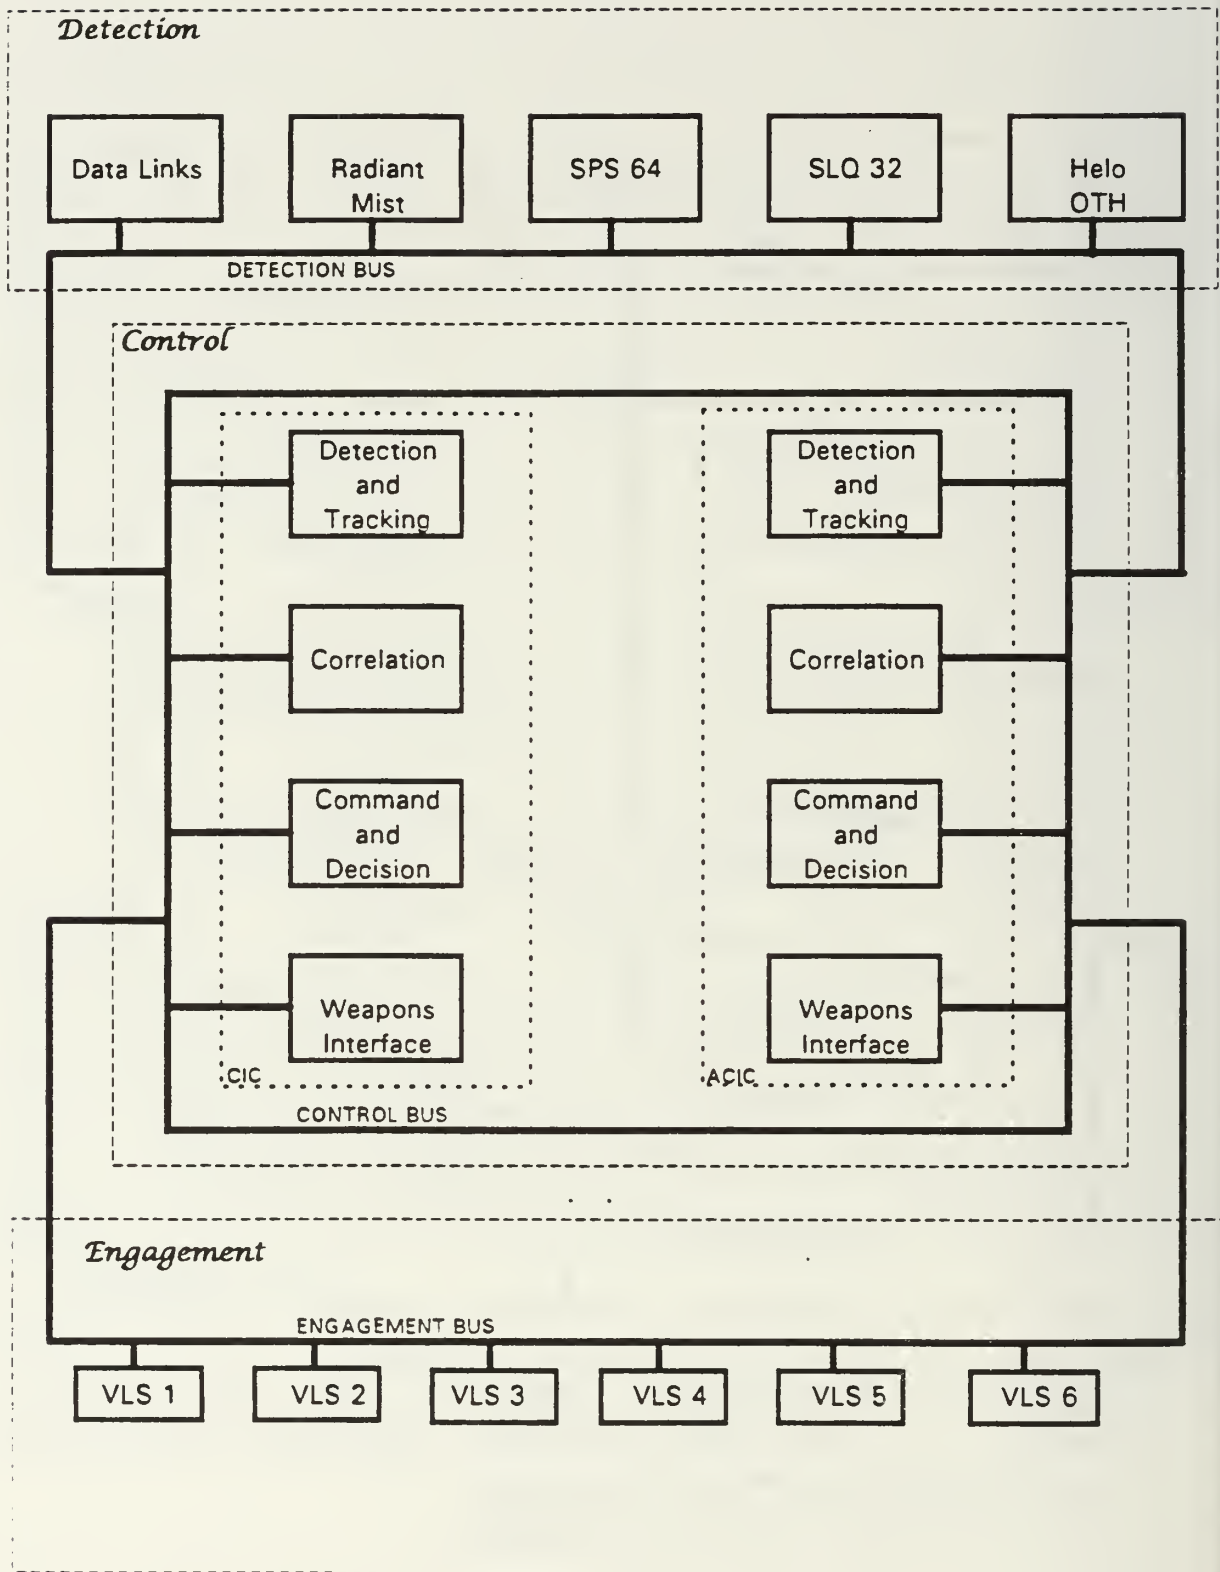 Detection
Data Links
Radiant
Mist
SPS 64
SLQ 32
Helo
OTH
DETECTION BUS
Control
Detection
and
Tracking
Detection
and
Tracking
Correlation
Correlation
Command
and
Decision
Command
and
Decision
Weapons
Interface
Weapons
Interface
CIC
ACIC
CONTROL BUS
Engagement
ENGAGEMENT BUS
VLS 1
VLS 2
VLS 3
VLS 4
VLS 5
VLS 6